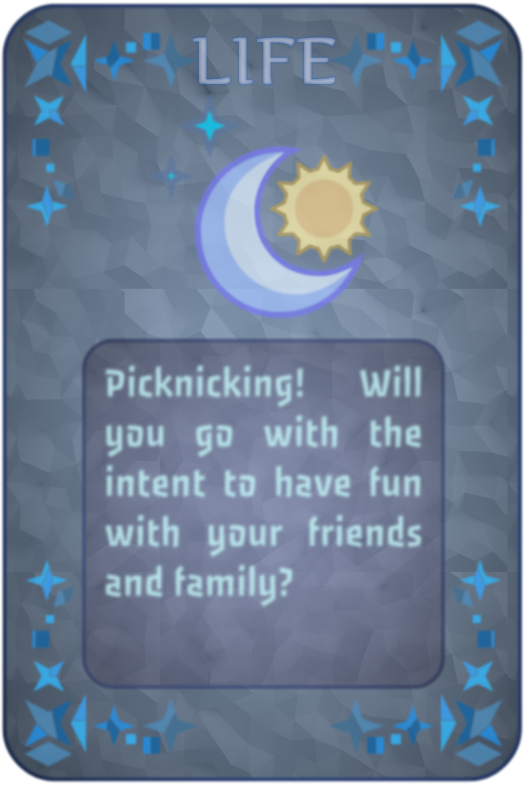 LIFE
Picknicking! Will
you go with the
intent to have fun
with your friends
and family?